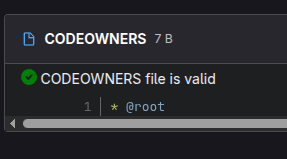 CODEOWNERS 7 B
CODEOWNERS file is valid
1 * @root